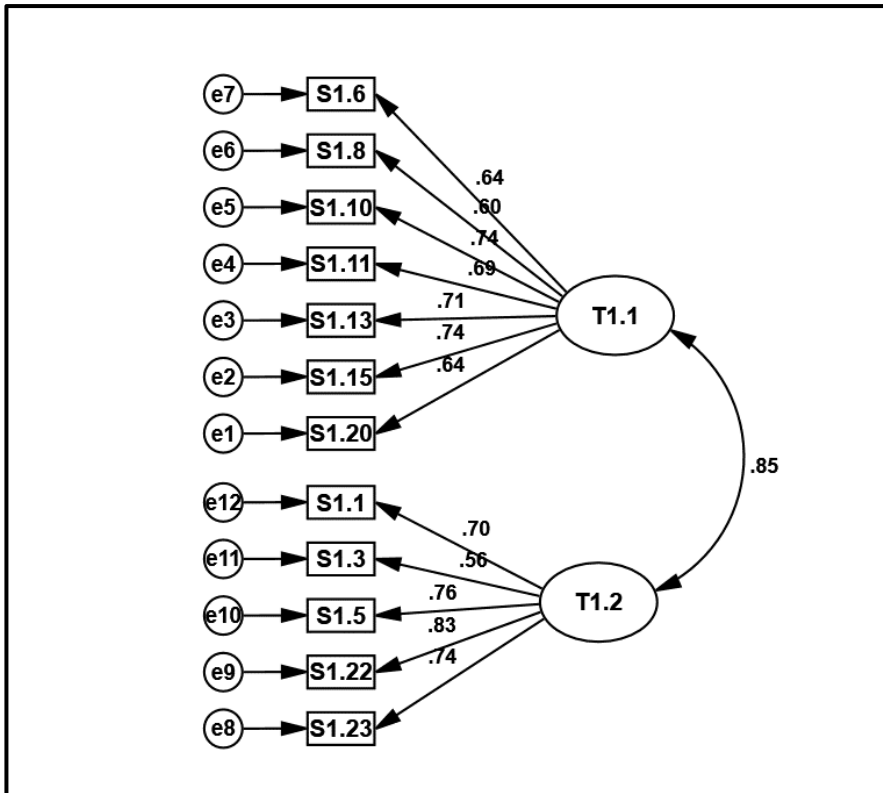 e7 S1.6
.64
e6 S1.8
.60
e5 S1.10
.74
e4 S1.11
.69
T1.1
e3 S1.13
.71
e2 S1.15
.74
e1 S1.20
.64
.85
e12 S1.1
.70
e11 S1.3
.56
e10 S1.5
.76
T1.2
e9 S1.22
.83
e8 S1.23
.74